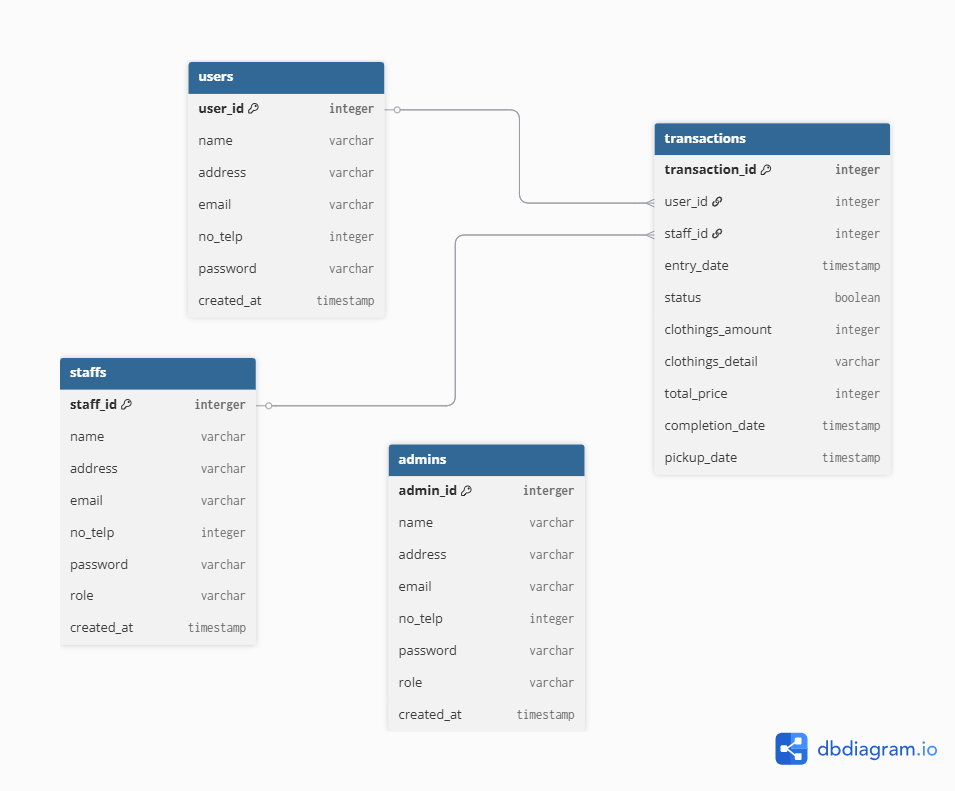 users
user_id integer
name varchar
address varchar
email varchar
no_telp integer
password varchar
created_at timestamp
transactions
transaction_id integer
user_id integer
staff_id integer
entry_date timestamp
status boolean
clothings_amount integer
clothings_detail varchar
total_price integer
completion_date timestamp
pickup_date timestamp
staffs
staff_id interger
name varchar
address varchar
email varchar
no_telp integer
password varchar
role varchar
created_at timestamp
admins
admin_id interger
name varchar
address varchar
email varchar
no_telp integer
password varchar
role varchar
created_at timestamp
dbdiagram.io